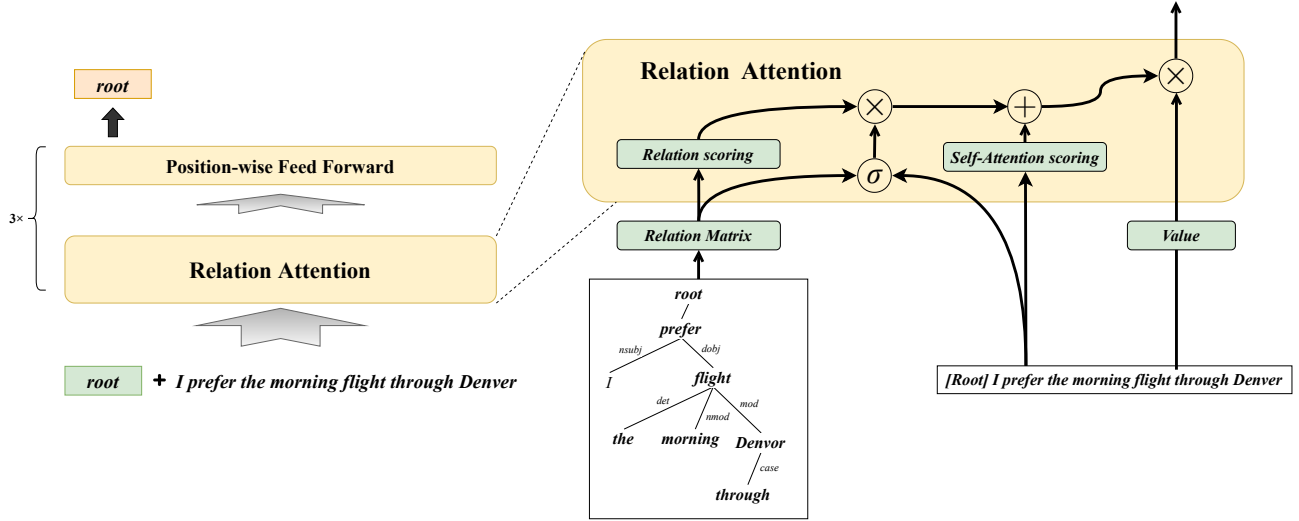 root
Position-wise Feed Forward
3×
Relation Attention
root + I prefer the morning flight through Denver
Relation Attention
×
×
+
Relation scoring
Self-Attention scoring
σ
Relation Matrix
Value
root
prefer
nsubj
dobj
I
flight
det
mod
nmod
the
morning
Denvor
case
through
[Root] I prefer the morning flight through Denver